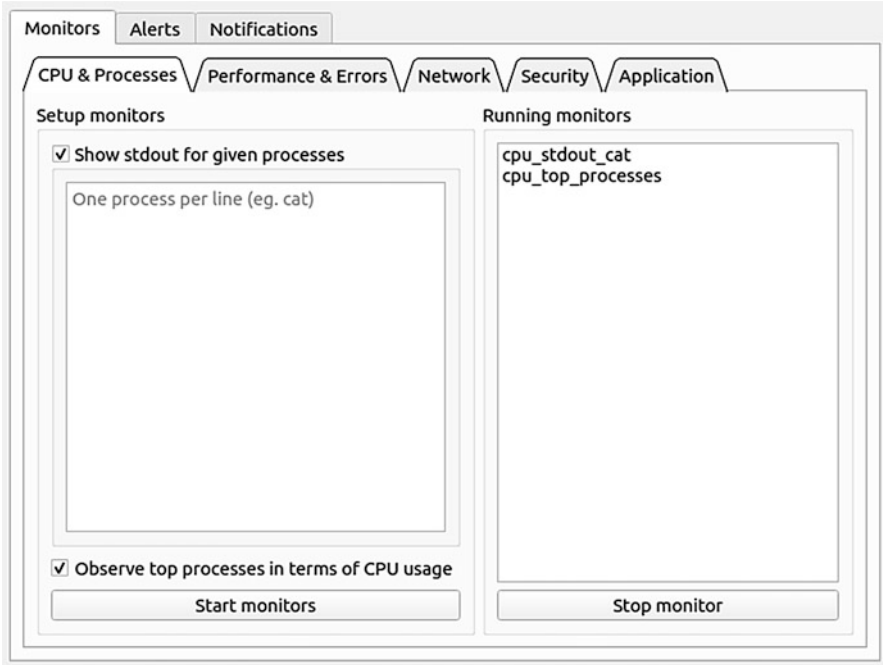 Monitors Alerts Notifications
CPU & Processes Performance & Errors Network Security Application
Setup monitors
Show stdout for given processes
One process per line (eg. cat)
Observe top processes in terms of CPU usage
Start monitors
Running monitors
cpu_stdout_cat
cpu_top_processes
Stop monitor